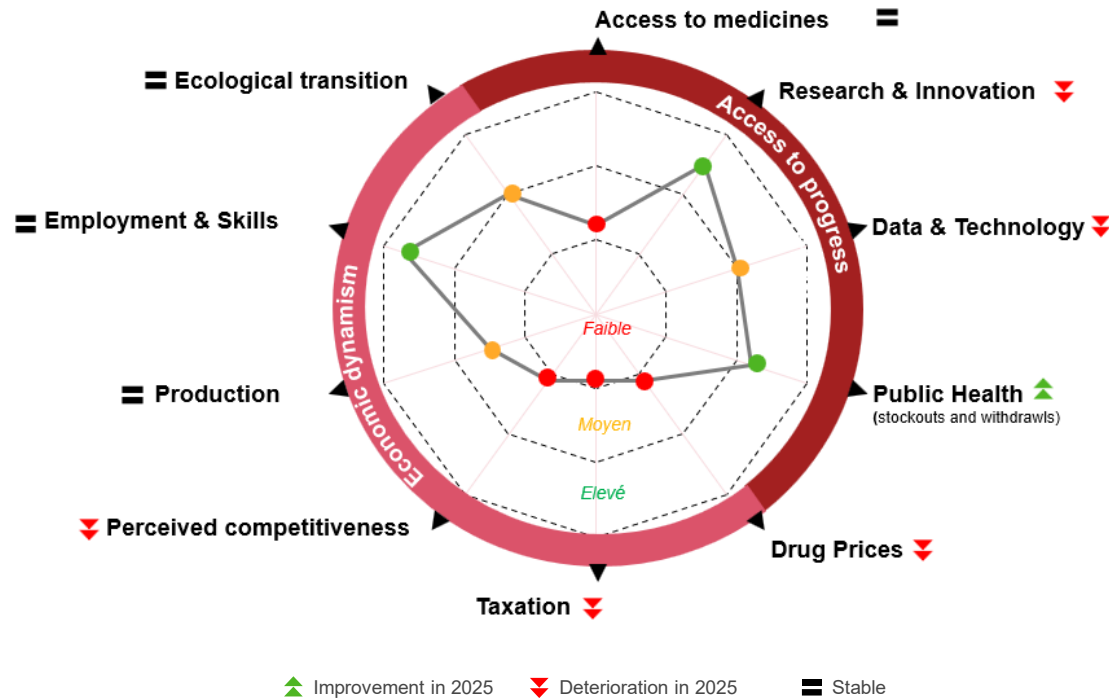 Access to medicines
Ecological transition
Research & Innovation
Access to progress
Employment & Skills
Data & Technology
Economic dynamism
Faible
Production
Public Health
(stockouts and withdrawls)
Moyen
Elevé
Perceived competitiveness
Drug Prices
Taxation
Improvement in 2025
Deterioration in 2025
Stable